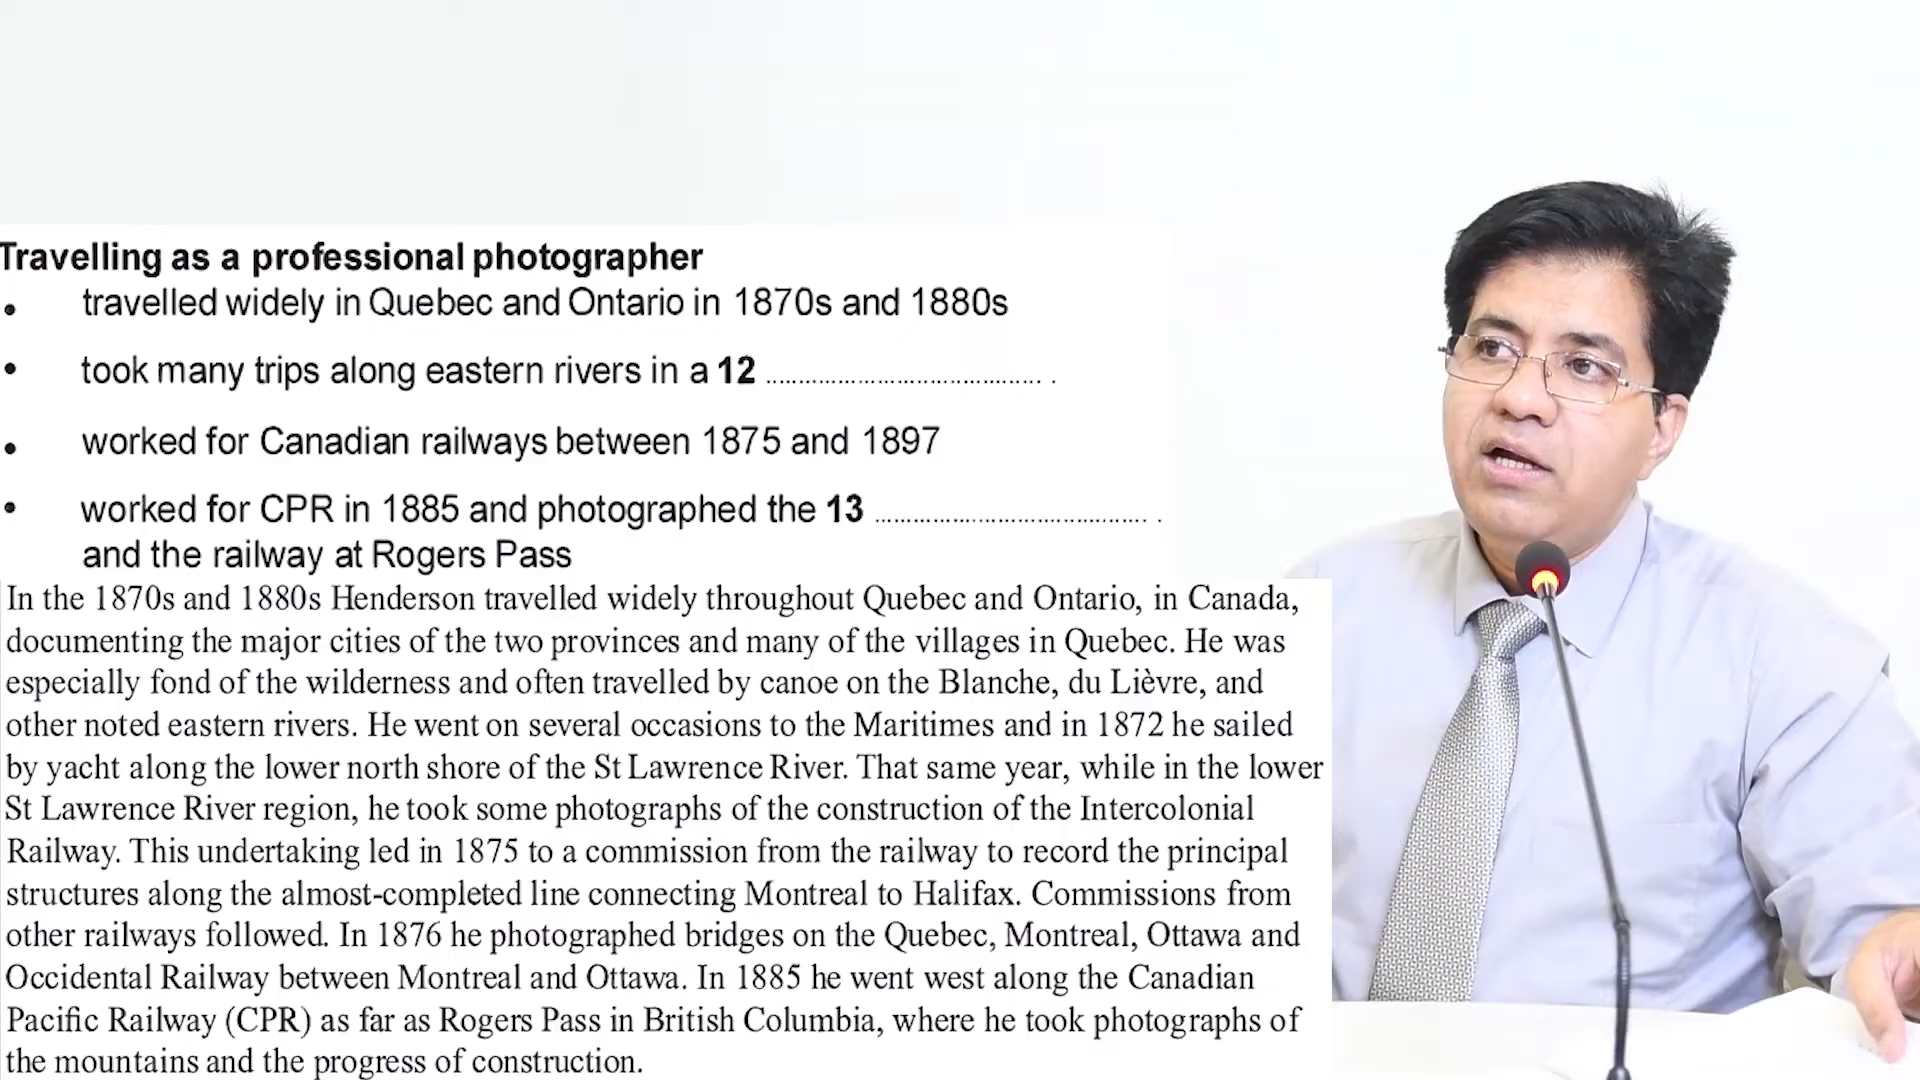 Travelling as a professional photographer
• travelled widely in Quebec and Ontario in 1870s and 1880s
• took many trips along eastern rivers in a 12 ........................................ .
• worked for Canadian railways between 1875 and 1897
• worked for CPR in 1885 and photographed the 13 ........................................ .
and the railway at Rogers Pass
In the 1870s and 1880s Henderson travelled widely throughout Quebec and Ontario, in Canada,
documenting the major cities of the two provinces and many of the villages in Quebec. He was
especially fond of the wilderness and often travelled by canoe on the Blanche, du Lièvre, and
other noted eastern rivers. He went on several occasions to the Maritimes and in 1872 he sailed
by yacht along the lower north shore of the St Lawrence River. That same year, while in the lower
St Lawrence River region, he took some photographs of the construction of the Intercolonial
Railway. This undertaking led in 1875 to a commission from the railway to record the principal
structures along the almost-completed line connecting Montreal to Halifax. Commissions from
other railways followed. In 1876 he photographed bridges on the Quebec, Montreal, Ottawa and
Occidental Railway between Montreal and Ottawa. In 1885 he went west along the Canadian
Pacific Railway (CPR) as far as Rogers Pass in British Columbia, where he took photographs of
the mountains and the progress of construction.